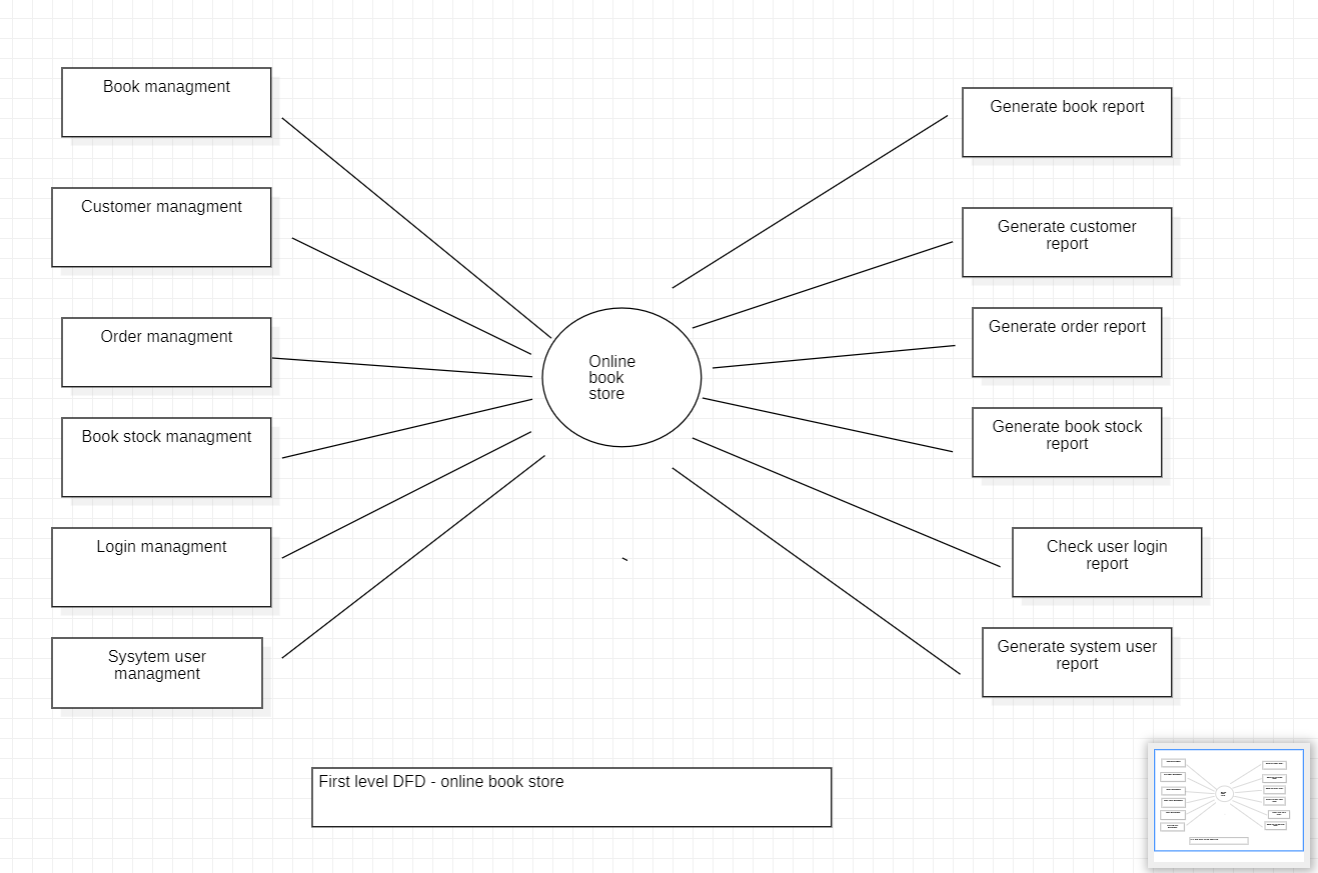 Book managment
Generate book report
Customer managment
Generate customer
report
Order managment
Generate order report
Online
book
store
Book stock managment
Generate book stock
report
Login managment
Check user login
report
Sysytem user
managment
Generate system user
report
First level DFD - online book store